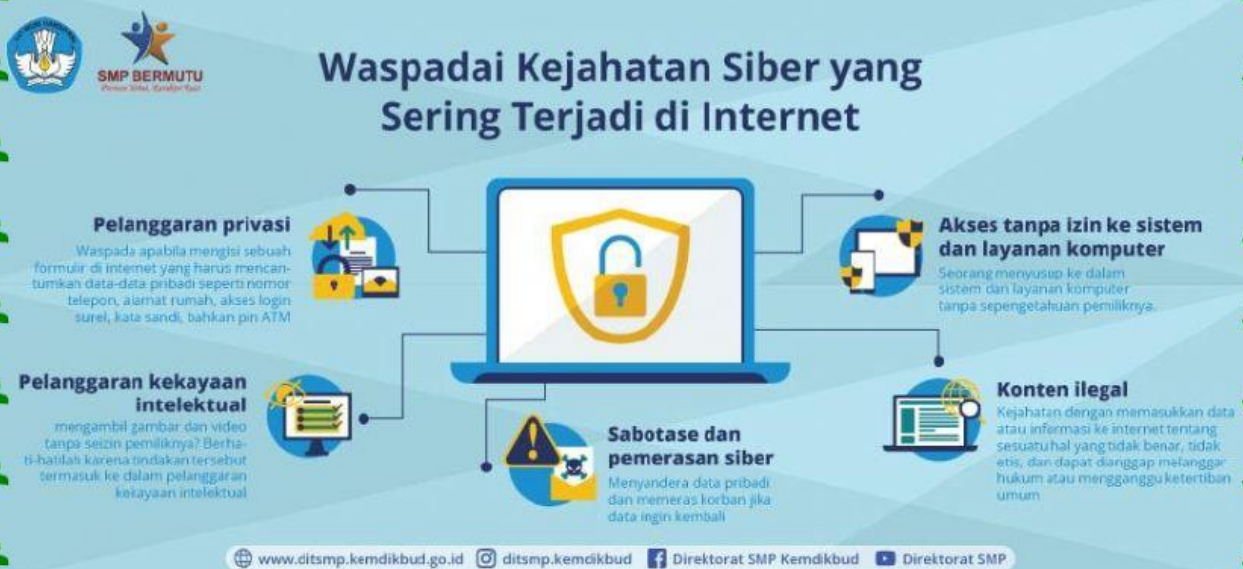 SMP BERMUTU
Waspadai Kejahatan Siber yang
Sering Terjadi di Internet
Pelanggaran privasi
Waspada apabila mengisi sebuah
formulir di internet yang harus mencan-
tumkan data-data pribadi seperti nomor
telepon, alamat rumah, akses login
surel, kata sandi, bahkan pin ATM
Akses tanpa izin ke sistem
dan layanan komputer
Seorang menyusup ke dalam
sistem dan layanan komputer
tanpa sepengetahuan pemiliknya.
Pelanggaran kekayaan
intelektual
mengambil gambar dan video
tanpa seizin pemiliknya? Berha-
ti-hatilah karena tindakan tersebut
termasuk ke dalam pelanggaran
kekayaan intelektual
Sabotase dan
pemerasan siber
Menyandera data pribadi
dan memeras korban jika
data ingin kembali
Konten ilegal
Kejahatan dengan memasukkan data
atau informasi ke internet tentang
sesuatu hal yang tidak benar, tidak
etis, dan dapat dianggap melanggar
hukum atau mengganggu ketertiban
umum
www.ditsmp.kemdikbud.go.id ditsmp.kemdikbud Direktorat SMP Kemdikbud Direktorat SMP